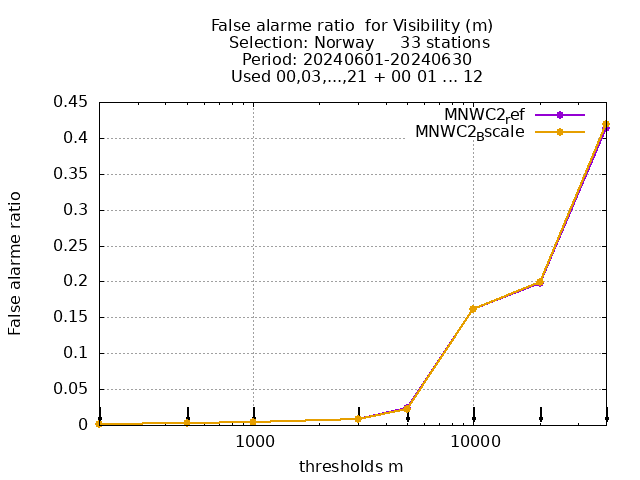 False alarme ratio  for Visibility (m)
Selection: Norway     33 stations
Period: 20240601-20240630
Used 00,03,...,21 + 00 01 ... 12
MNWC2ref
MNWC2Bscale
False alarme ratio
0.45
0.4
0.35
0.3
0.25
0.2
0.15
0.1
0.05
0
1000
10000
thresholds m